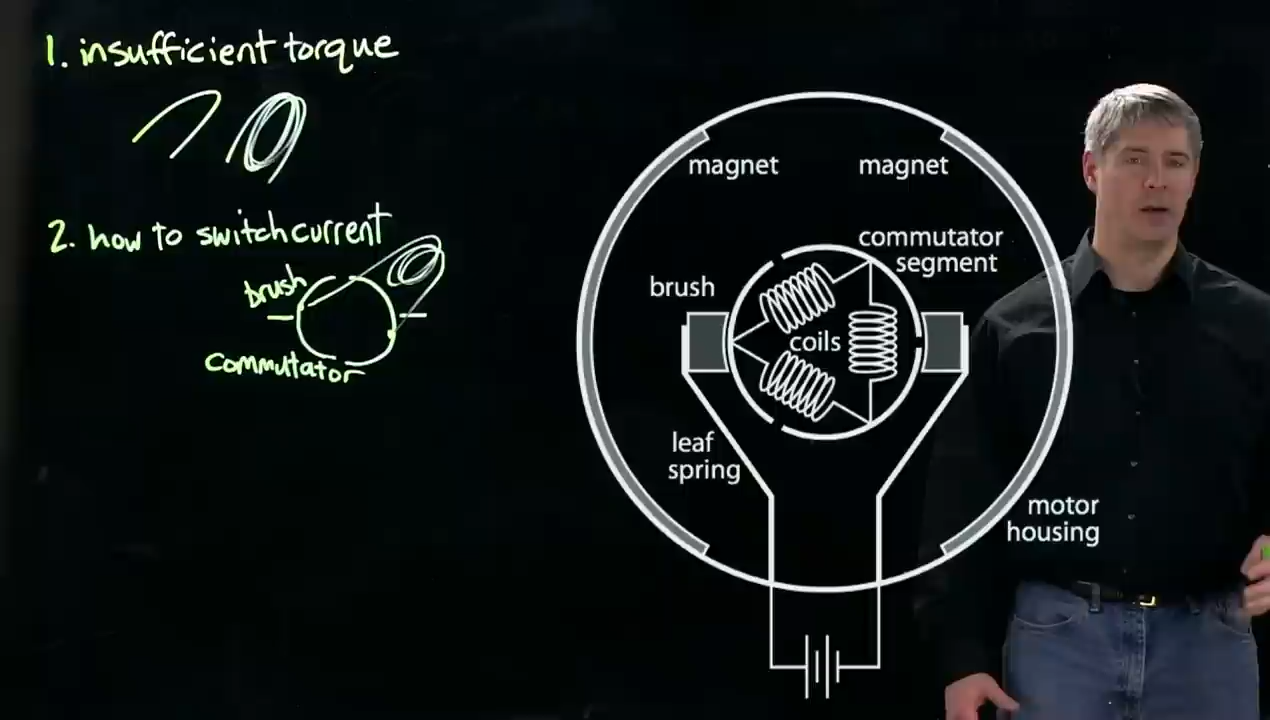 1. insufficient torque
2. how to switch current
brush
commutator
magnet
magnet
commutator
segment
brush
coils
leaf
spring
motor
housing